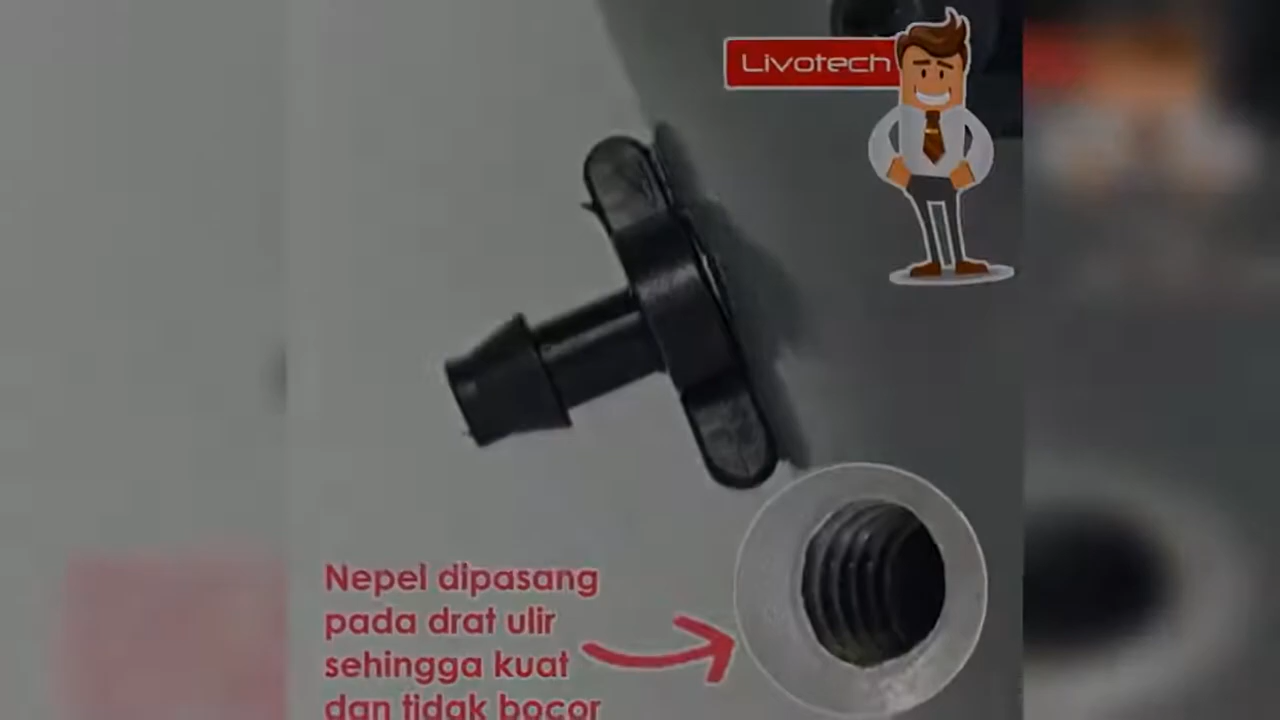 Livotech
Nepel dipasang
pada drat ulir
sehingga kuat
dan tidak bocor